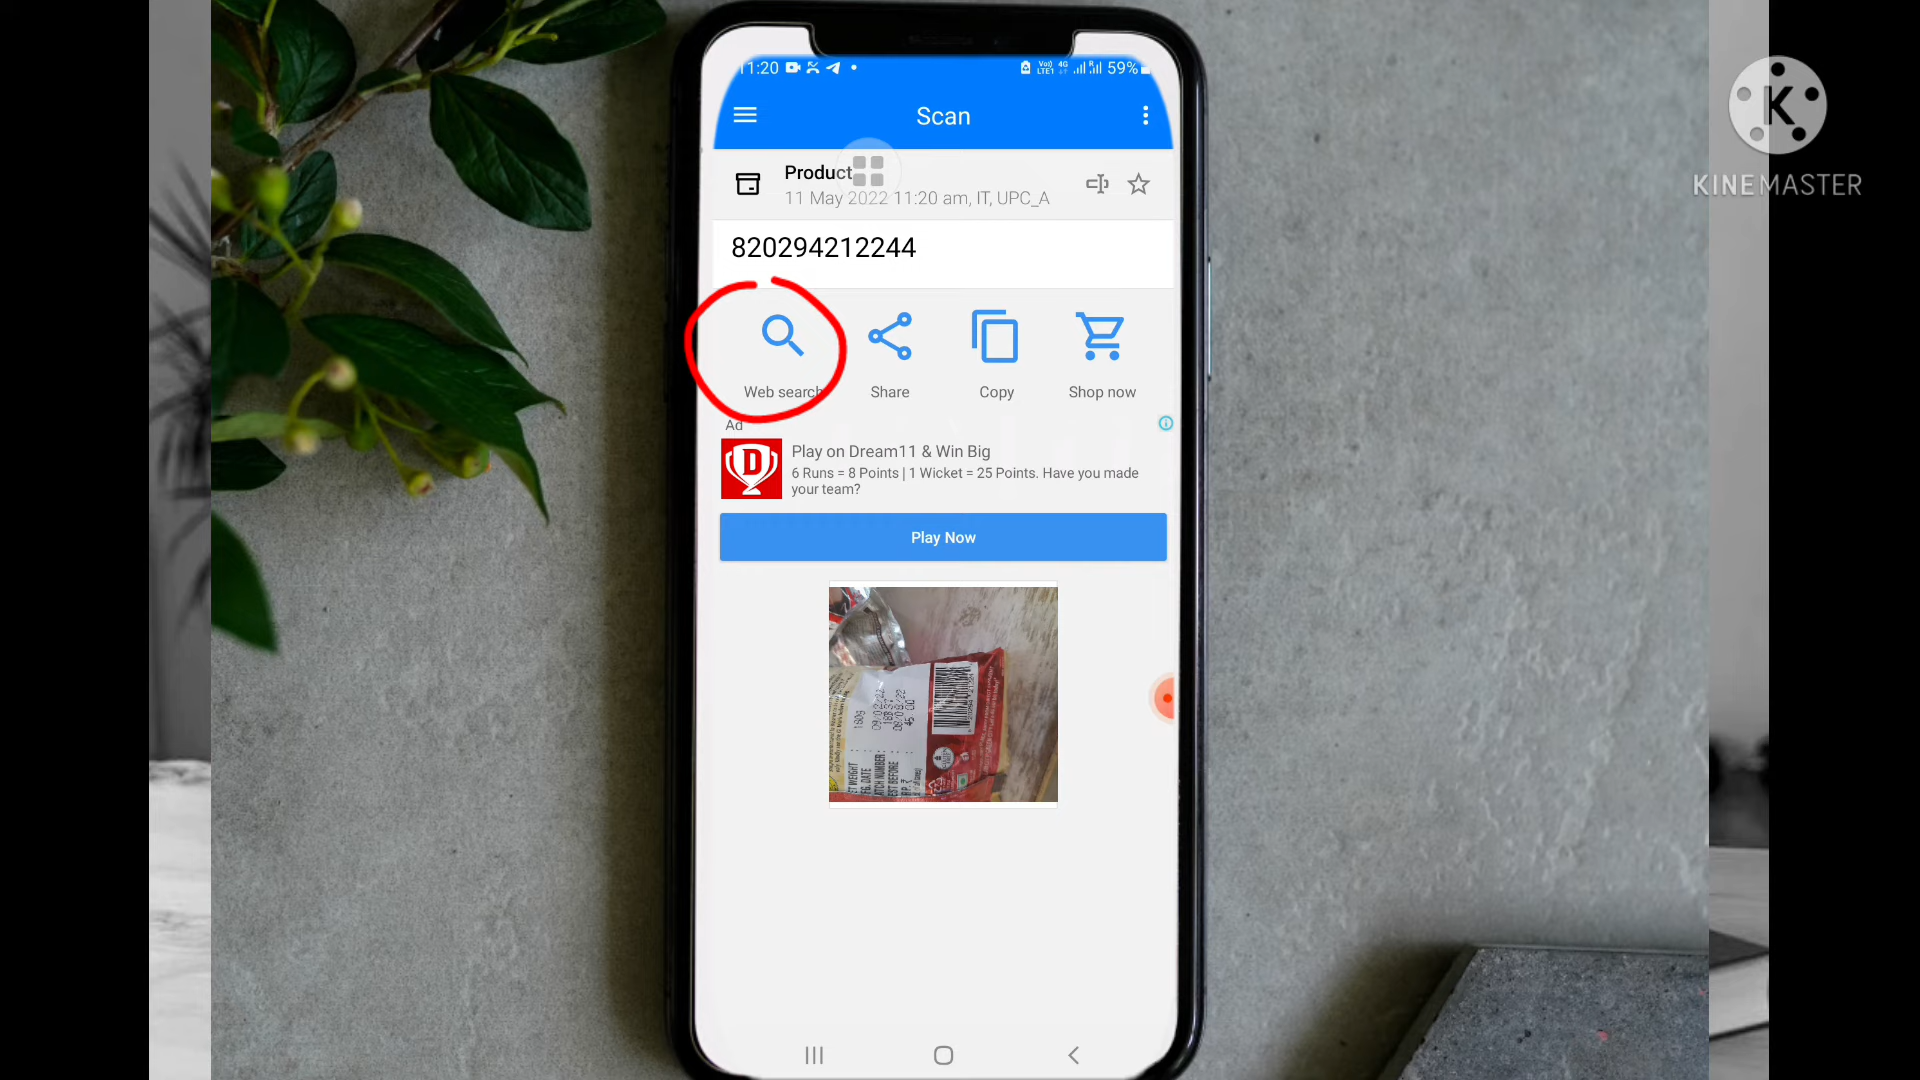 11:20
59%
Scan
Product
11 May 2022 11:20 am, IT, UPC_A
820294212244
Web search
Share
Copy
Shop now
Ad
Play on Dream11 & Win Big
6 Runs = 8 Points | 1 Wicket = 25 Points. Have you made
your team?
Play Now
K
KINEMASTER